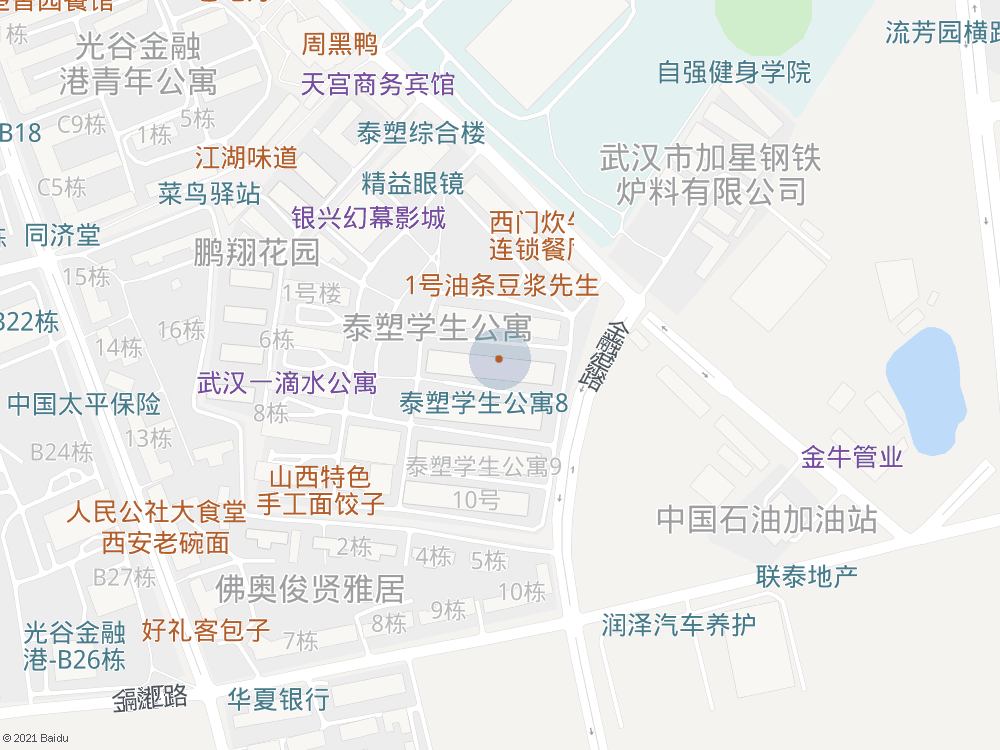 光谷金融
港青年公寓
周黑鸭
天宫商务宾馆
自强健身学院
流芳园横路
1栋
5栋
C9栋
1栋
B18
泰塑综合楼
武汉市加星钢铁
炉料有限公司
江湖味道
C5栋
菜鸟驿站
精益眼镜
银兴幻幕影城
西门炊
连锁餐厅
同济堂
鹏翔花园
15栋
1号楼
1号油条豆浆先生
B22栋
16栋
泰塑学生公寓
14栋
6栋
武汉一滴水公寓
中国太平保险
8栋
泰塑学生公寓8
13栋
B24栋
泰塑学生公寓9
金牛管业
山西特色
手工面饺子
10号
人民公社大食堂
西安老碗面
中国石油加油站
2栋
4栋
5栋
B27栋
佛奥俊贤雅居
10栋
联泰地产
9栋
8栋
光谷金融
港-B26栋
好礼客包子
7栋
润泽汽车养护
华夏银行
© 2021 Baidu